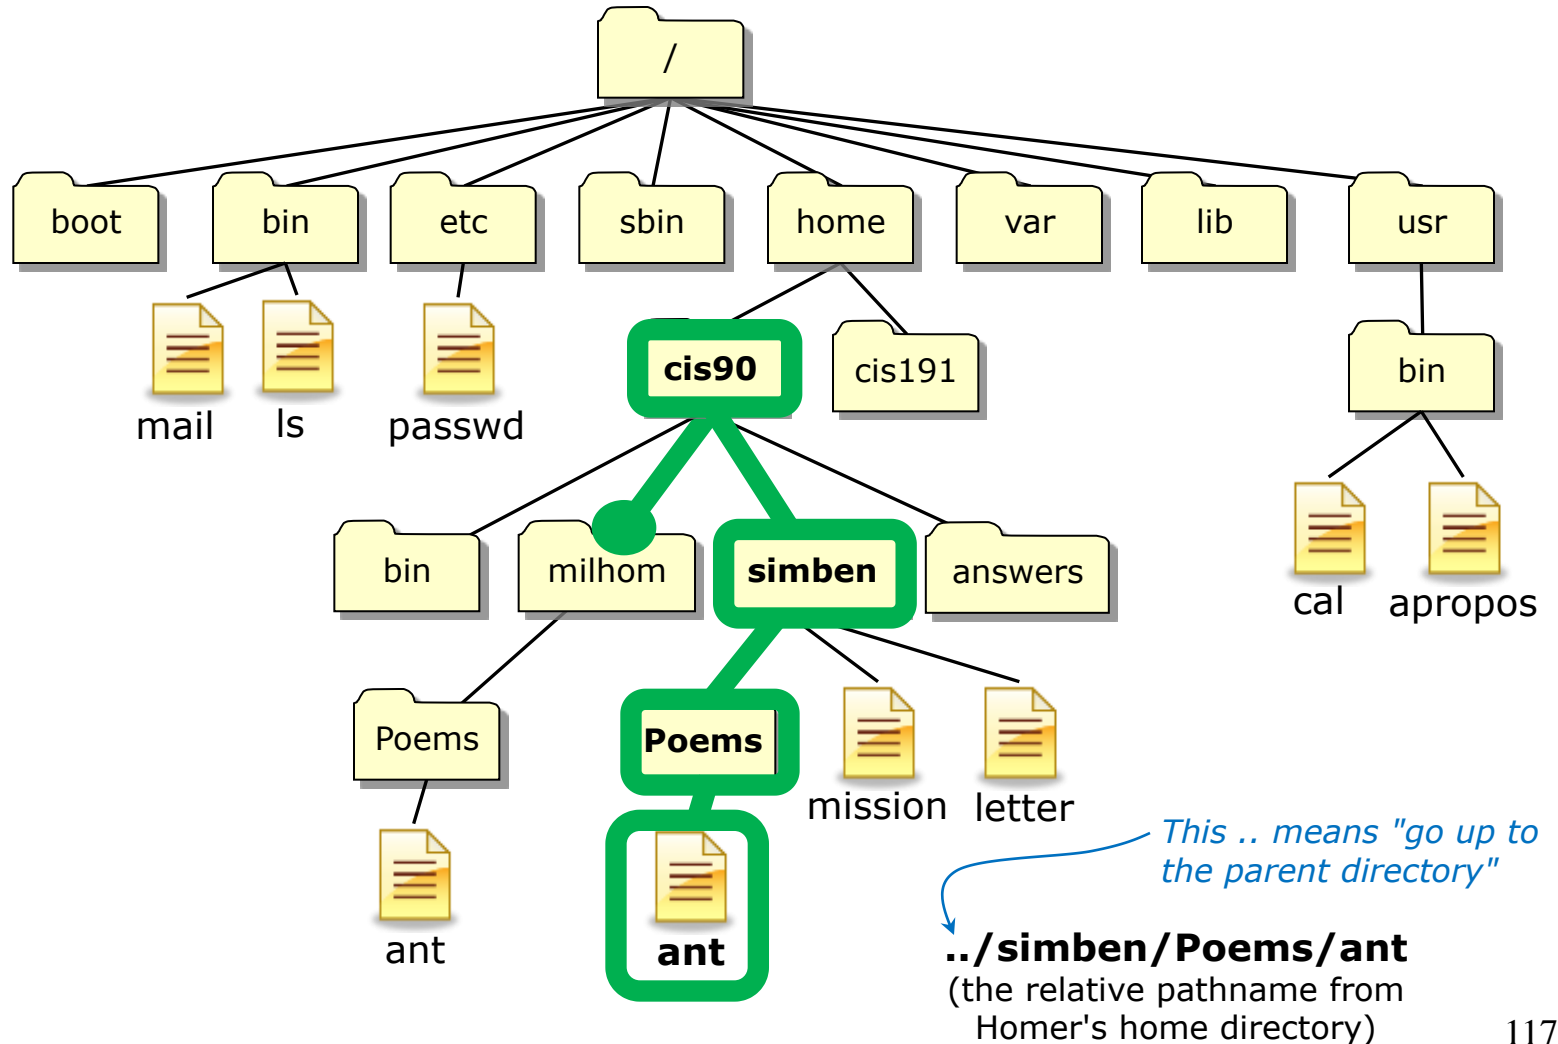 /
boot
bin
etc
sbin
home
var
lib
usr
mail
ls
passwd
cis90
cis191
bin
cal
apropos
bin
milhom
simben
answers
Poems
Poems
mission
letter
ant
ant
This .. means "go up to
the parent directory"
../simben/Poems/ant
(the relative pathname from
Homer's home directory)
117